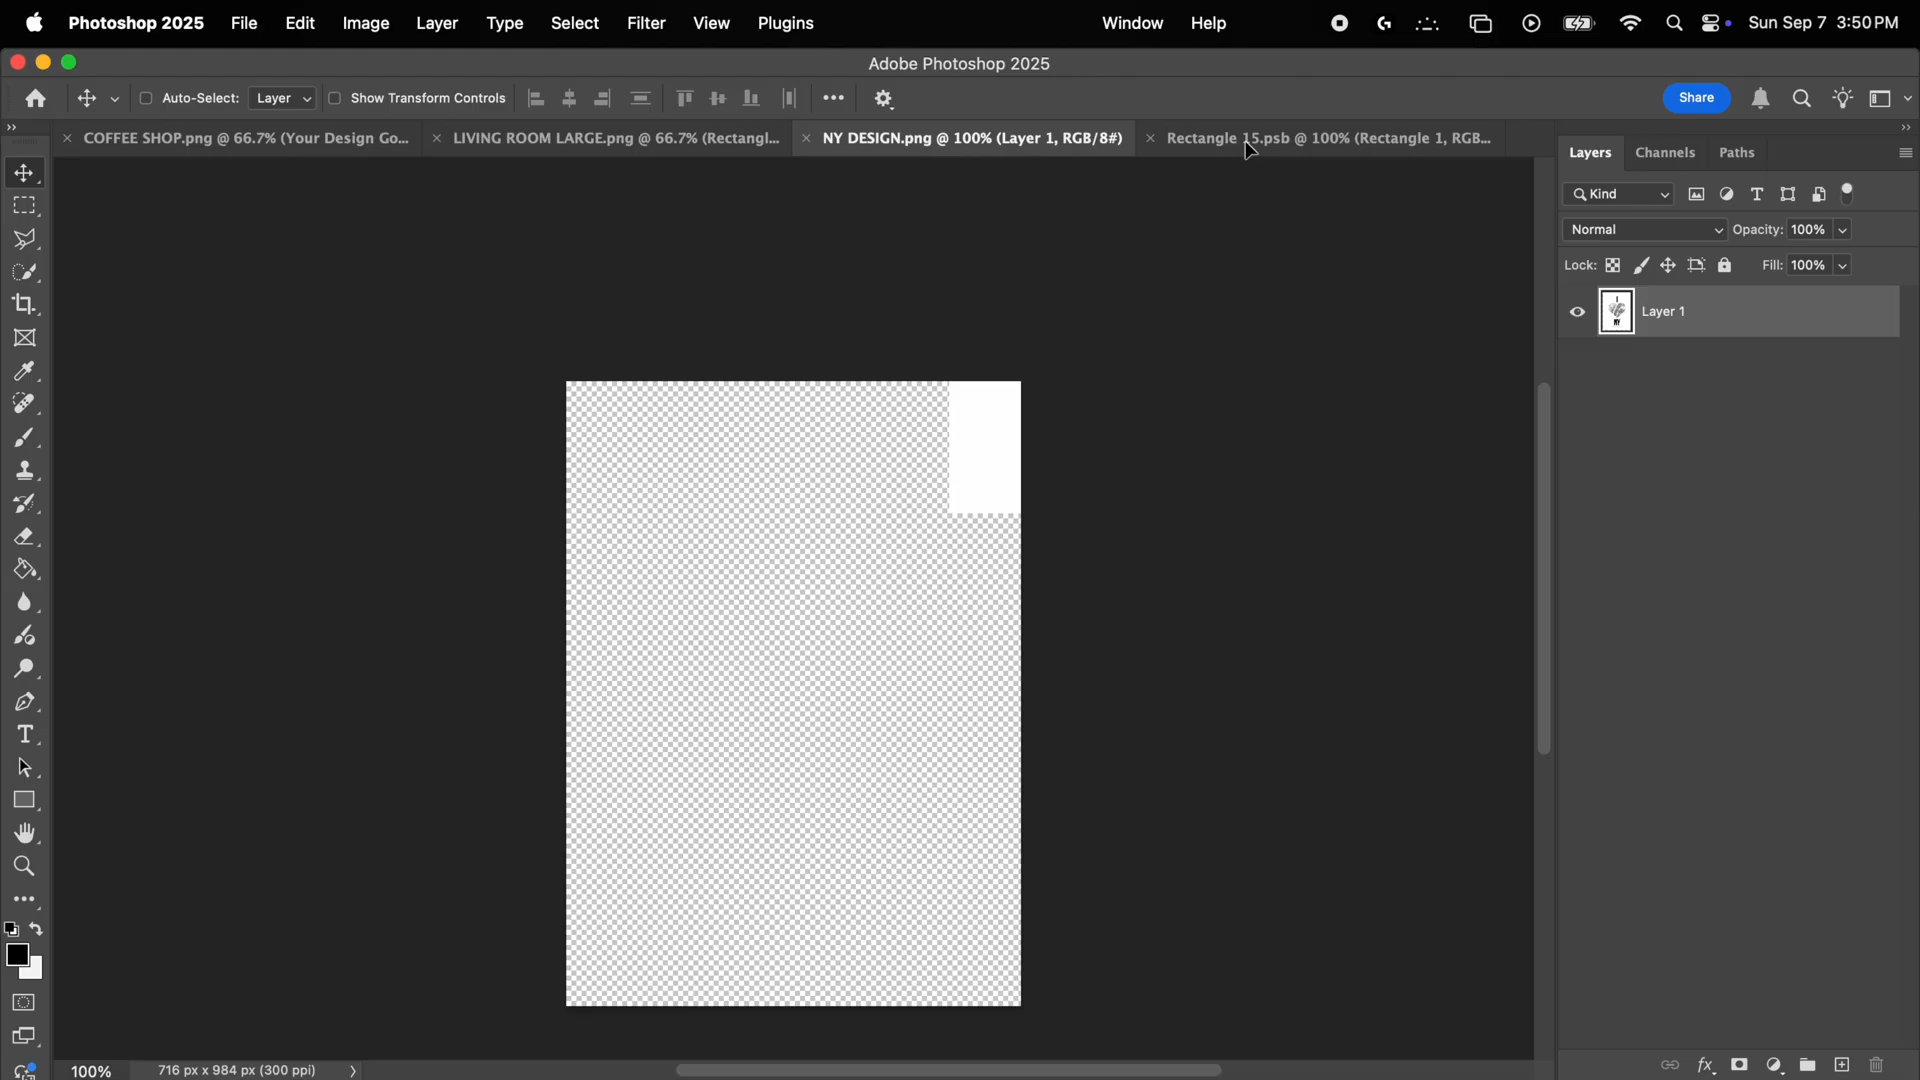 Photoshop 2025 File Edit Image Layer Type Select Filter View Plugins Window Help Sun Sep 7 3:50 PM
Adobe Photoshop 2025
Auto-Select: Layer Show Transform Controls Share
COFFEE SHOP.png @ 66.7% (Your Design Go... LIVING ROOM LARGE.png @ 66.7% (Rectangl... NY DESIGN.png @ 100% (Layer 1, RGB/8#) Rectangle 15.psb @ 100% (Rectangle 1, RGB...
Layers Channels Paths
Kind
Normal Opacity: 100%
Lock: Fill: 100%
Layer 1
100% 716 px x 984 px (300 ppi)